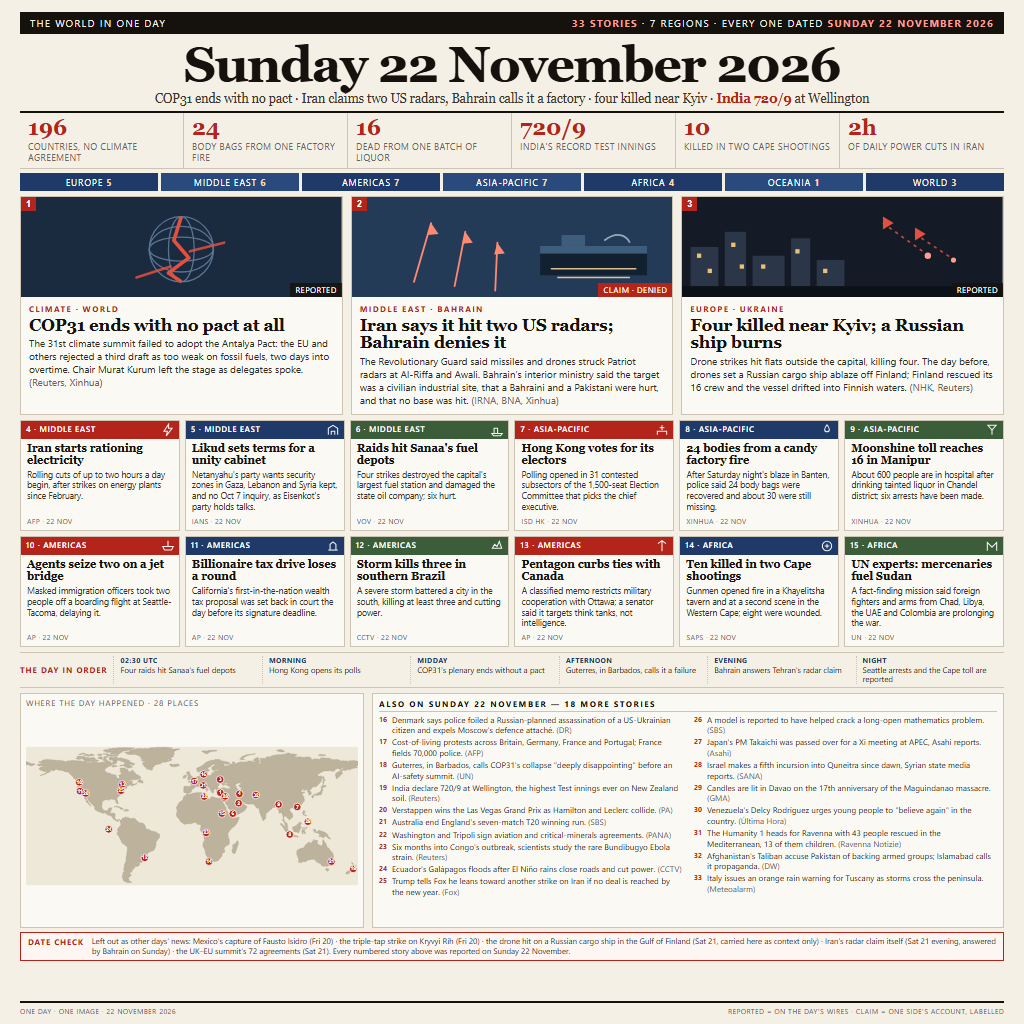 THE WORLD IN ONE DAY
33 STORIES · 7 REGIONS · EVERY ONE DATED SUNDAY 22 NOVEMBER 2026
Sunday 22 November 2026
COP31 ends with no pact · Iran claims two US radars, Bahrain calls it a factory · four killed near Kyiv · India 720/9 at Wellington
196
COUNTRIES, NO CLIMATE
AGREEMENT
24
BODY BAGS FROM ONE FACTORY
FIRE
16
DEAD FROM ONE BATCH OF
LIQUOR
720/9
INDIA'S RECORD TEST INNINGS
10
KILLED IN TWO CAPE SHOOTINGS
2h
OF DAILY POWER CUTS IN IRAN
EUROPE 5
MIDDLE EAST 6
AMERICAS 7
ASIA-PACIFIC 7
AFRICA 4
OCEANIA 1
WORLD 3
1
REPORTED
CLIMATE · WORLD
COP31 ends with no pact at all
The 31st climate summit failed to adopt the Antalya Pact: the EU and
others rejected a third draft as too weak on fossil fuels, two days into
overtime. Chair Murat Kurum left the stage as delegates spoke.
(Reuters, Xinhua)
2
CLAIM · DENIED
MIDDLE EAST · BAHRAIN
Iran says it hit two US radars;
Bahrain denies it
The Revolutionary Guard said missiles and drones struck Patriot
radars at Al-Riffa and Awali. Bahrain's interior ministry said the target
was a civilian industrial site, that a Bahraini and a Pakistani were hurt,
and that no base was hit. (IRNA, BNA, Xinhua)
3
REPORTED
EUROPE · UKRAINE
Four killed near Kyiv; a Russian
ship burns
Drone strikes hit flats outside the capital, killing four. The day before,
drones set a Russian cargo ship ablaze off Finland; Finland rescued its
16 crew and the vessel drifted into Finnish waters. (NHK, Reuters)
4 · MIDDLE EAST
Iran starts rationing
electricity
Rolling cuts of up to two hours a day
begin, after strikes on energy plants
since February.
AFP · 22 NOV
5 · MIDDLE EAST
Likud sets terms for a
unity cabinet
Netanyahu's party wants security
zones in Gaza, Lebanon and Syria kept,
and no Oct 7 inquiry, as Eisenkot's
party holds talks.
IANS · 22 NOV
6 · MIDDLE EAST
Raids hit Sanaa's fuel
depots
Four strikes destroyed the capital's
largest fuel station and damaged the
state oil company; six hurt.
VOV · 22 NOV
7 · ASIA-PACIFIC
Hong Kong votes for its
electors
Polling opened in 31 contested
subsectors of the 1,500-seat Election
Committee that picks the chief
executive.
ISD HK · 22 NOV
8 · ASIA-PACIFIC
24 bodies from a candy
factory fire
After Saturday night's blaze in Banten,
police said 24 body bags were
recovered and about 30 were still
missing.
XINHUA · 22 NOV
9 · ASIA-PACIFIC
Moonshine toll reaches
16 in Manipur
About 600 people are in hospital after
drinking tainted liquor in Chandel
district; six arrests have been made.
XINHUA · 22 NOV
10 · AMERICAS
Agents seize two on a jet
bridge
Masked immigration officers took two
people off a boarding flight at Seattle-
Tacoma, delaying it.
AP · 22 NOV
11 · AMERICAS
Billionaire tax drive loses
a round
California's first-in-the-nation wealth
tax proposal was set back in court the
day before its signature deadline.
AP · 22 NOV
12 · AMERICAS
Storm kills three in
southern Brazil
A severe storm battered a city in the
south, killing at least three and cutting
power.
CCTV · 22 NOV
13 · AMERICAS
Pentagon curbs ties with
Canada
A classified memo restricts military
cooperation with Ottawa; a senator
said it targets think tanks, not
intelligence.
AP · 22 NOV
14 · AFRICA
Ten killed in two Cape
shootings
Gunmen opened fire in a Khayelitsha
tavern and at a second scene in the
Western Cape; eight were wounded.
SAPS · 22 NOV
15 · AFRICA
UN experts: mercenaries
fuel Sudan
A fact-finding mission said foreign
fighters and arms from Chad, Libya,
the UAE and Colombia are prolonging
the war.
UN · 22 NOV
THE DAY IN ORDER
02:30 UTC
Four raids hit Sanaa's fuel depots
MORNING
Hong Kong opens its polls
MIDDAY
COP31's plenary ends without a pact
AFTERNOON
Guterres, in Barbados, calls it a failure
EVENING
Bahrain answers Tehran's radar claim
NIGHT
Seattle arrests and the Cape toll are
reported
WHERE THE DAY HAPPENED · 28 PLACES
ALSO ON SUNDAY 22 NOVEMBER — 18 MORE STORIES
16 Denmark says police foiled a Russian-planned assassination of a US-Ukrainian
citizen and expels Moscow's defence attaché. (DR)
17 Cost-of-living protests across Britain, Germany, France and Portugal; France
fields 70,000 police. (AFP)
18 Guterres, in Barbados, calls COP31's collapse "deeply disappointing" before an
AI-safety summit. (UN)
19 India declare 720/9 at Wellington, the highest Test innings ever on New Zealand
soil. (Reuters)
20 Verstappen wins the Las Vegas Grand Prix as Hamilton and Leclerc collide. (PA)
21 Australia end England's seven-match T20 winning run. (SBS)
22 Washington and Tripoli sign aviation and critical-minerals agreements. (PANA)
23 Six months into Congo's outbreak, scientists study the rare Bundibugyo Ebola
strain. (Reuters)
24 Ecuador's Galápagos floods after El Niño rains close roads and cut power. (CCTV)
25 Trump tells Fox he leans toward another strike on Iran if no deal is reached by
the new year. (Fox)
26 A model is reported to have helped crack a long-open mathematics problem.
(SBS)
27 Japan's PM Takaichi was passed over for a Xi meeting at APEC, Asahi reports.
(Asahi)
28 Israel makes a fifth incursion into Quneitra since dawn, Syrian state media
reports. (SANA)
29 Candles are lit in Davao on the 17th anniversary of the Maguindanao massacre.
(GMA)
30 Venezuela's Delcy Rodríguez urges young people to "believe again" in the
country. (Última Hora)
31 The Humanity 1 heads for Ravenna with 43 people rescued in the
Mediterranean, 13 of them children. (Ravenna Notizie)
32 Afghanistan's Taliban accuse Pakistan of backing armed groups; Islamabad calls
it propaganda. (DW)
33 Italy issues an orange rain warning for Tuscany as storms cross the peninsula.
(Meteoalarm)
DATE CHECK
Left out as other days' news: Mexico's capture of Fausto Isidro (Fri 20) · the triple-tap strike on Kryvyi Rih (Fri 20) · the drone hit on a Russian cargo ship in the Gulf of Finland (Sat 21, carried here as context only) · Iran's radar claim itself (Sat 21 evening, answered
by Bahrain on Sunday) · the UK–EU summit's 72 agreements (Sat 21). Every numbered story above was reported on Sunday 22 November.
ONE DAY · ONE IMAGE · 22 NOVEMBER 2026
REPORTED = ON THE DAY'S WIRES · CLAIM = ONE SIDE'S ACCOUNT, LABELLED